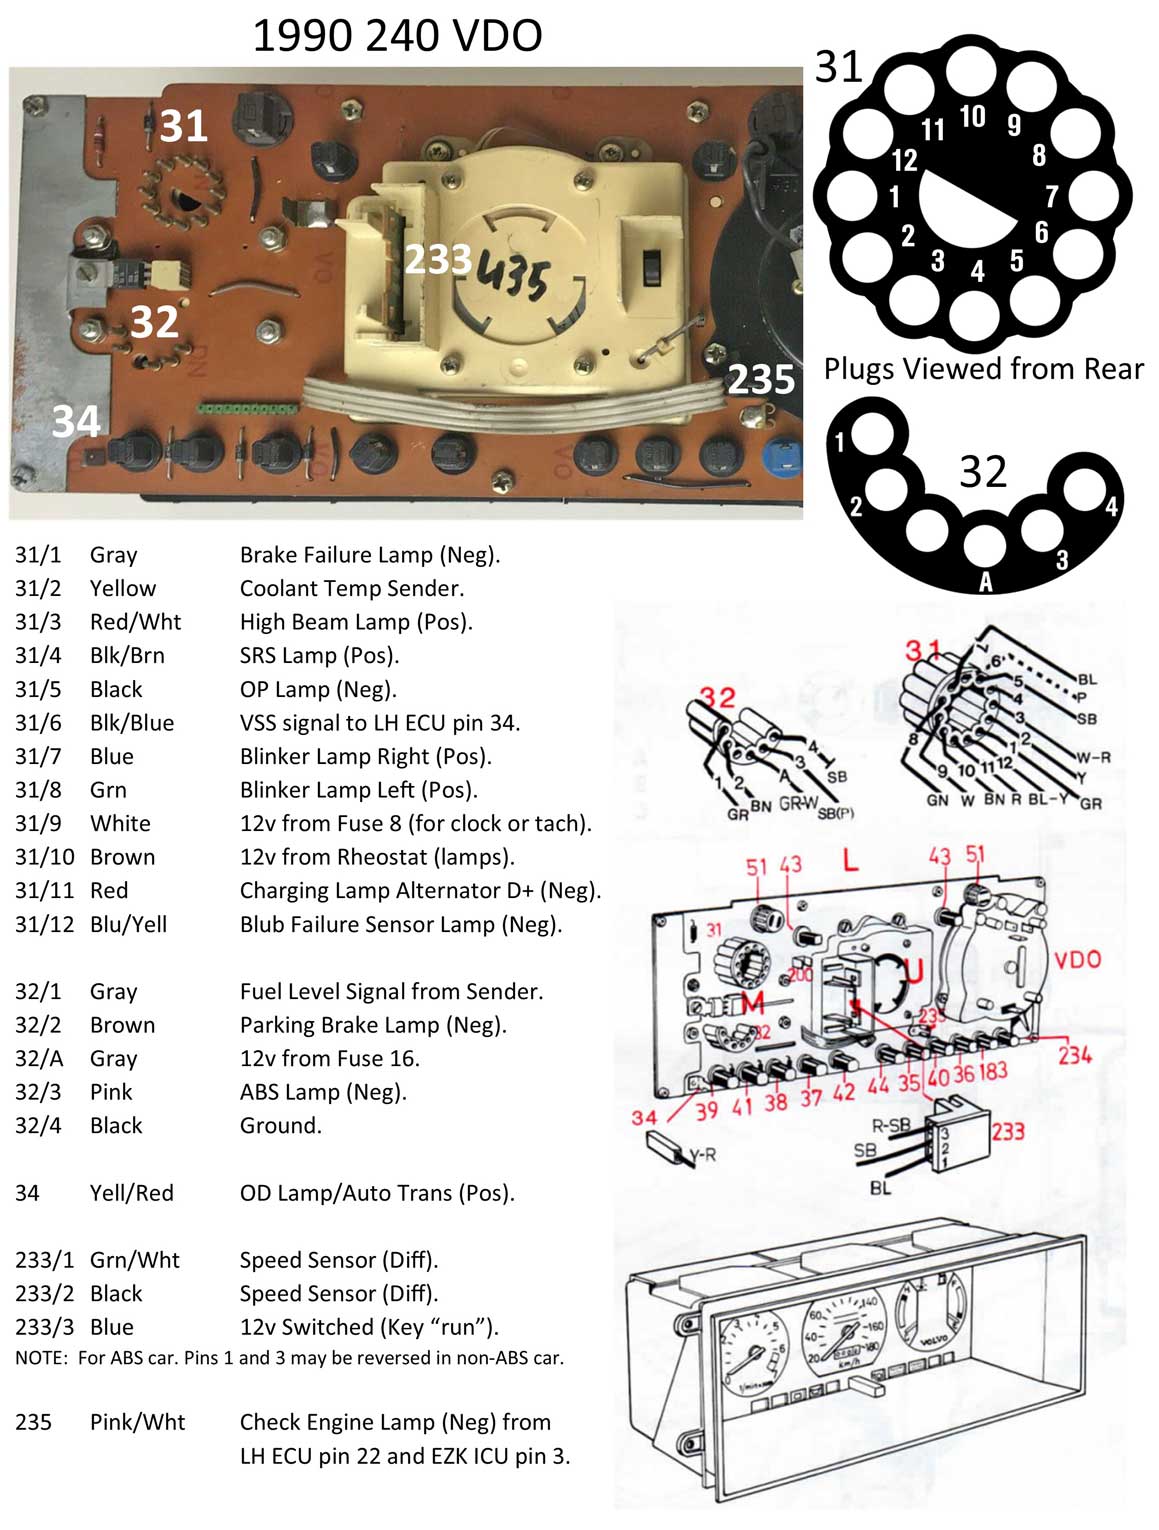 1990 240 VDO
31
32
34
233
435
235
31
1
2
3
4
5
6
7
8
9
10
11
12
Plugs Viewed from Rear
32
1
2
A
3
4
31/1 Gray Brake Failure Lamp (Neg).
31/2 Yellow Coolant Temp Sender.
31/3 Red/Wht High Beam Lamp (Pos).
31/4 Blk/Brn SRS Lamp (Pos).
31/5 Black OP Lamp (Neg).
31/6 Blk/Blue VSS signal to LH ECU pin 34.
31/7 Blue Blinker Lamp Right (Pos).
31/8 Grn Blinker Lamp Left (Pos).
31/9 White 12v from Fuse 8 (for clock or tach).
31/10 Brown 12v from Rheostat (lamps).
31/11 Red Charging Lamp Alternator D+ (Neg).
31/12 Blu/Yell Blub Failure Sensor Lamp (Neg).
32/1 Gray Fuel Level Signal from Sender.
32/2 Brown Parking Brake Lamp (Neg).
32/A Gray 12v from Fuse 16.
32/3 Pink ABS Lamp (Neg).
32/4 Black Ground.
34 Yell/Red OD Lamp/Auto Trans (Pos).
233/1 Grn/Wht Speed Sensor (Diff).
233/2 Black Speed Sensor (Diff).
233/3 Blue 12v Switched (Key “run”).
NOTE: For ABS car. Pins 1 and 3 may be reversed in non-ABS car.
235 Pink/Wht Check Engine Lamp (Neg) from
LH ECU pin 22 and EZK ICU pin 3.
32
1 2 A 3 4
GR BN GR-W SB(P) SB
31
7 6 5 4 3 2 1
8 9 10 11 12
BL
P
SB
W-R
Y
GR
GN W BN R BL-Y
51 43 L 43 51
31
200
U
VDO
M
32
235
234
34 39 41 38 37 42 44 35 40 36 183
Y-R
R-SB 3
SB 2
BL 1
233
3 5 6
1/min
20 40 60 140 160 180
km/h
H F
VOLVO